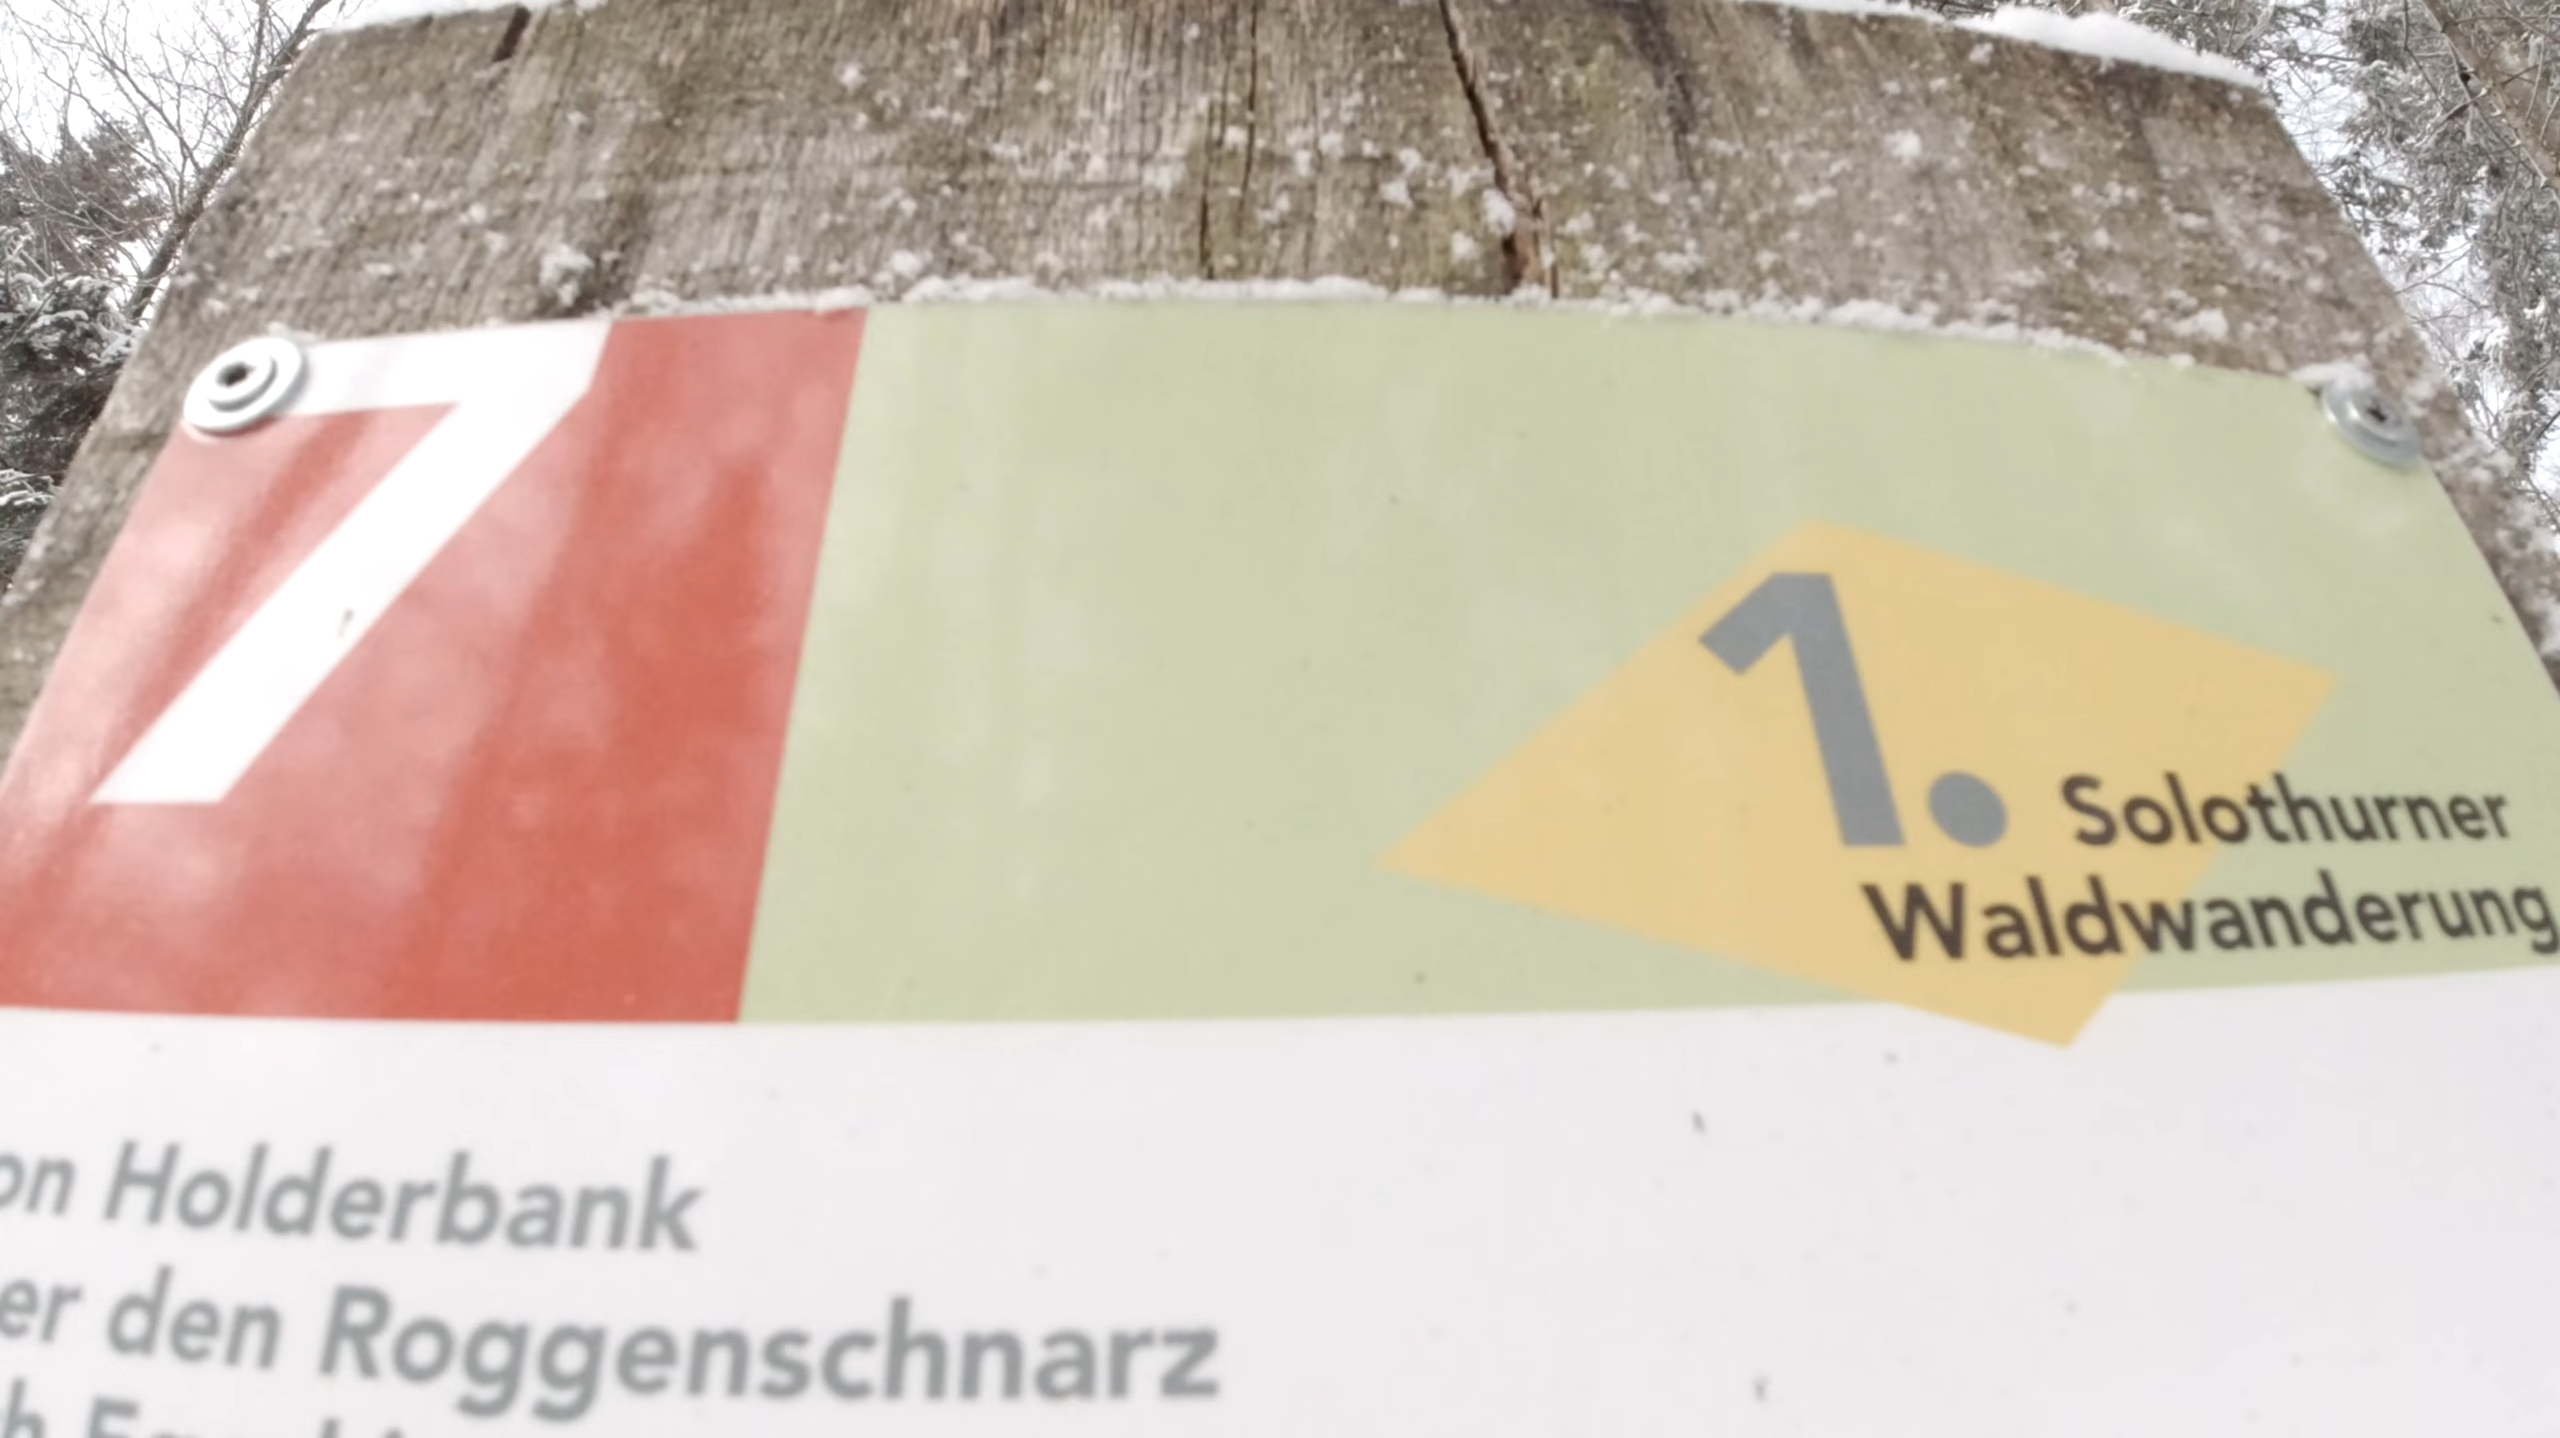 7
1. Solothurner
Waldwanderung
on Holderbank
er den Roggenschnarz